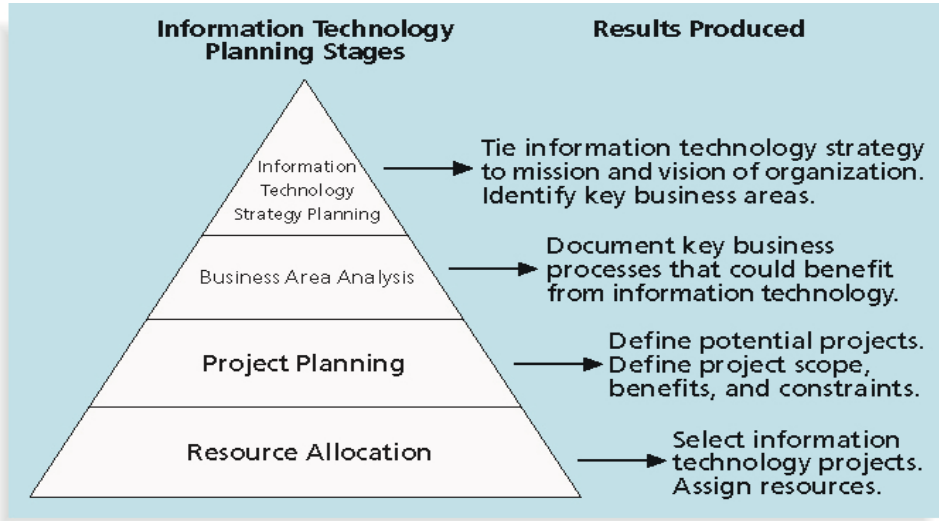 Information Technology
Planning Stages
Results Produced
Information
Technology
Strategy Planning
Tie information technology strategy
to mission and vision of organization.
Identify key business areas.
Business Area Analysis
Document key business
processes that could benefit
from information technology.
Project Planning
Define potential projects.
Define project scope,
benefits, and constraints.
Resource Allocation
Select information
technology projects.
Assign resources.